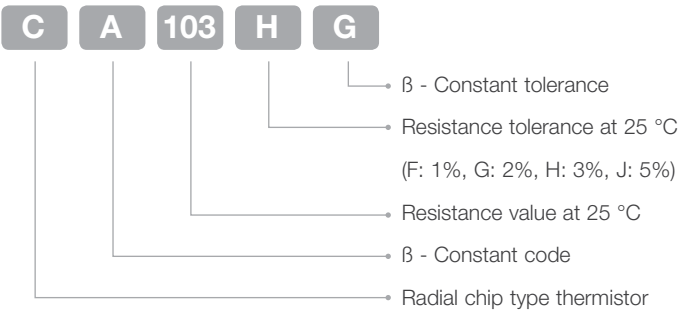 C A 103 H G
ß - Constant tolerance
Resistance tolerance at 25 °C
(F: 1%, G: 2%, H: 3%, J: 5%)
Resistance value at 25 °C
ß - Constant code
Radial chip type thermistor